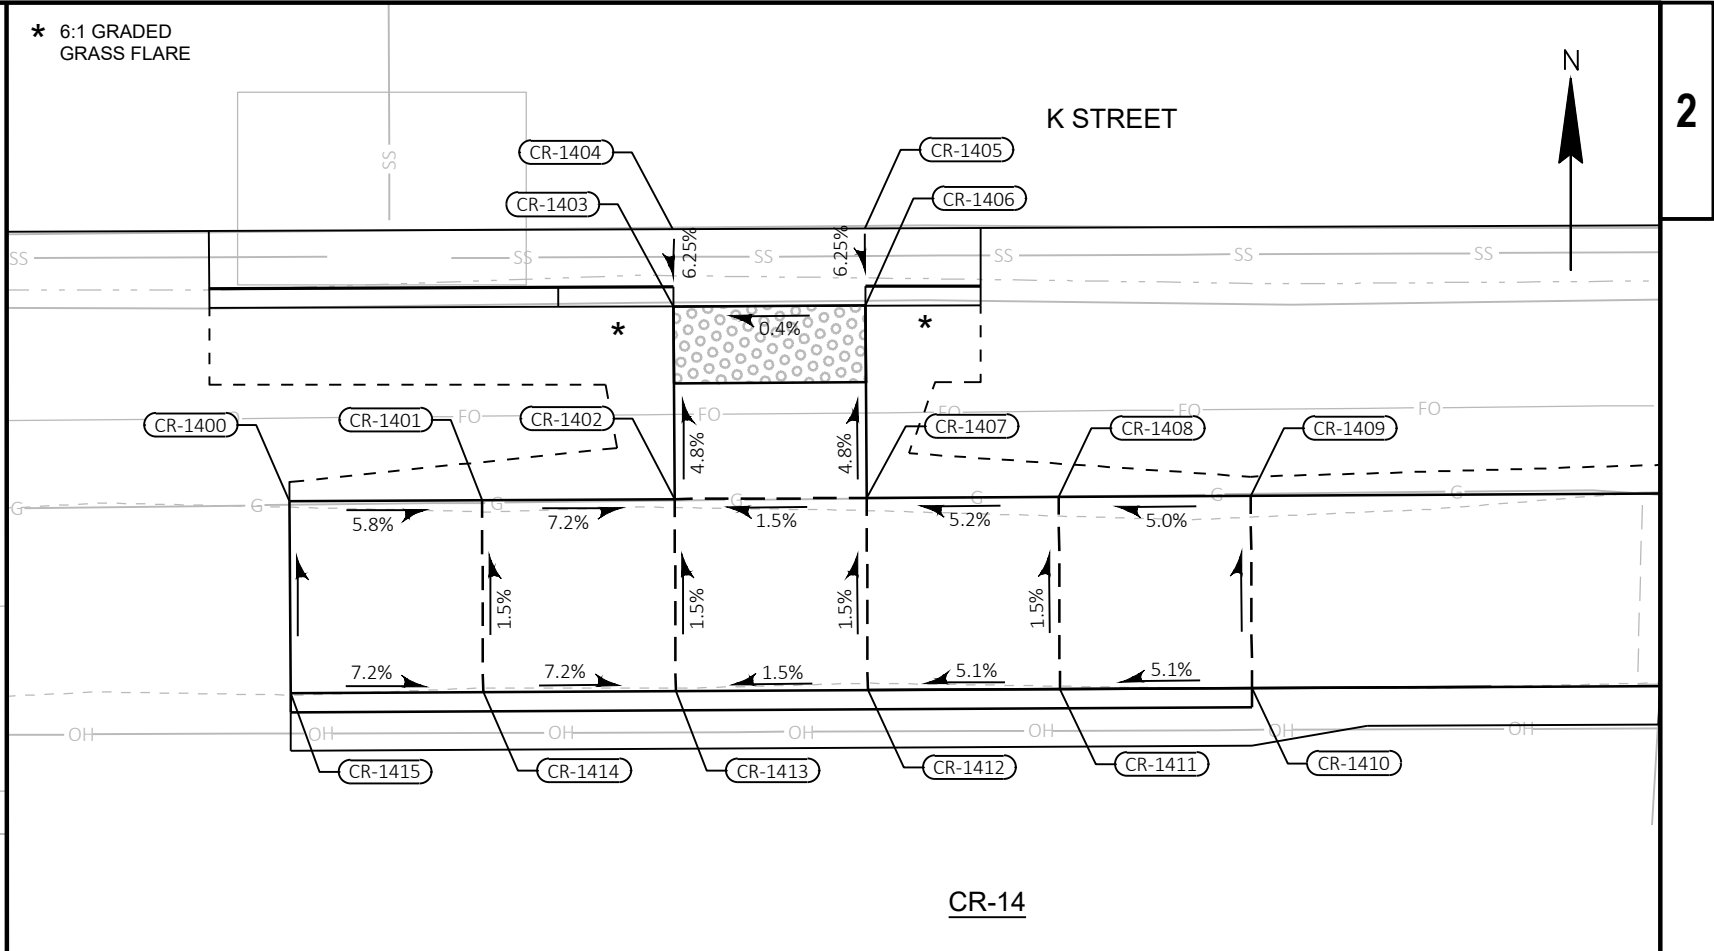 * 6:1 GRADED
GRASS FLARE
N
2
K STREET
SS
CR-1404
CR-1405
CR-1403
CR-1406
6.25%
6.25%
SS
SS
SS
SS
SS
SS
*
0.4%
*
CR-1400
FO
CR-1401
FO
CR-1402
FO
FO
CR-1407
FO
CR-1408
FO
CR-1409
4.8%
4.8%
G
G
G
G
G
G
G
5.8%
7.2%
1.5%
5.2%
5.0%
1.5%
1.5%
1.5%
1.5%
7.2%
7.2%
1.5%
5.1%
5.1%
OH
OH
OH
OH
OH
OH
OH
CR-1415
CR-1414
CR-1413
CR-1412
CR-1411
CR-1410
CR-14